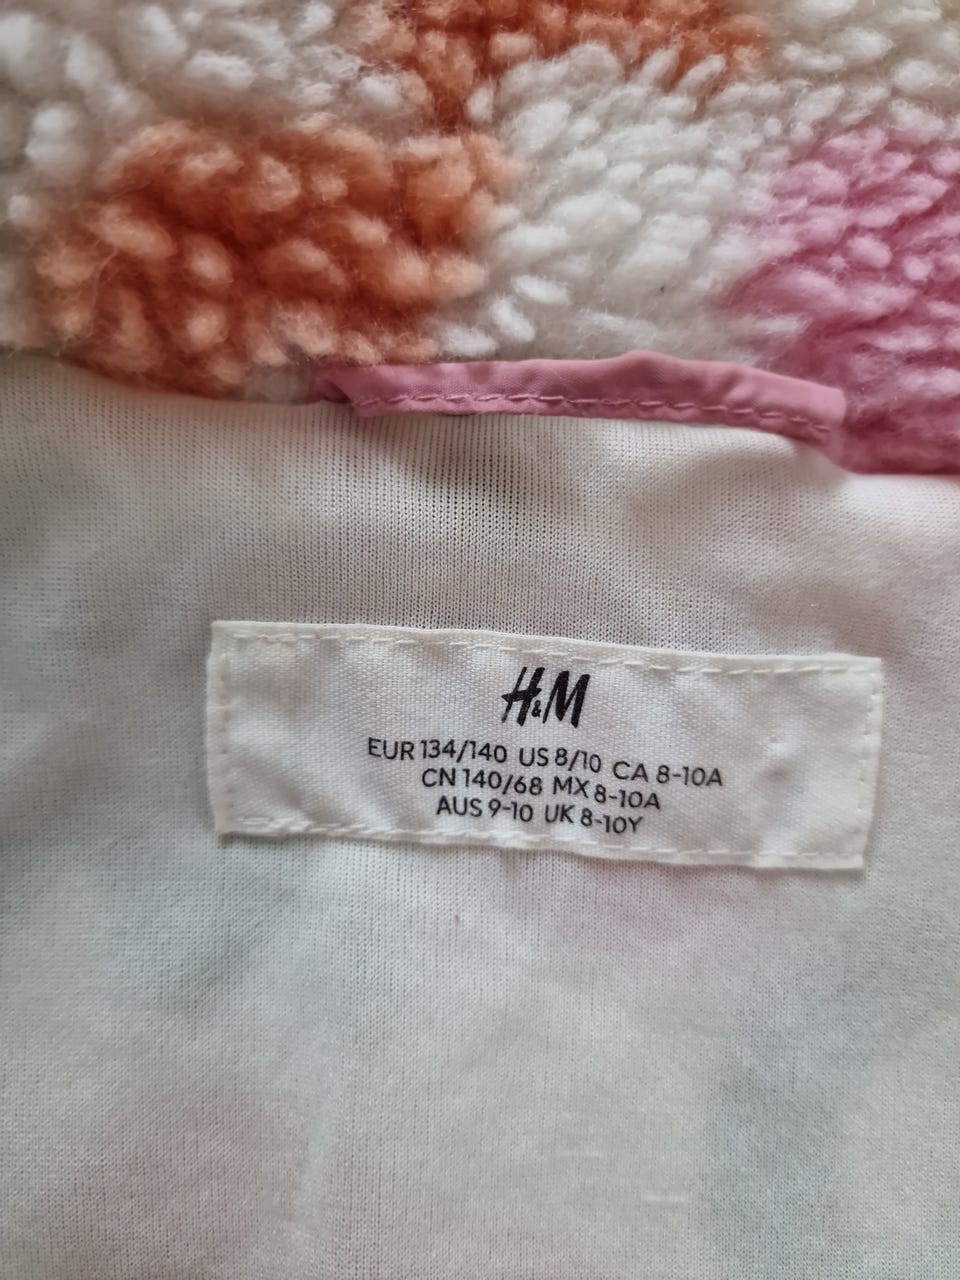 H&M
EUR 134/140 US 8/10 CA 8-10A
CN 140/68 MX 8-10A
AUS 9-10 UK 8-10Y